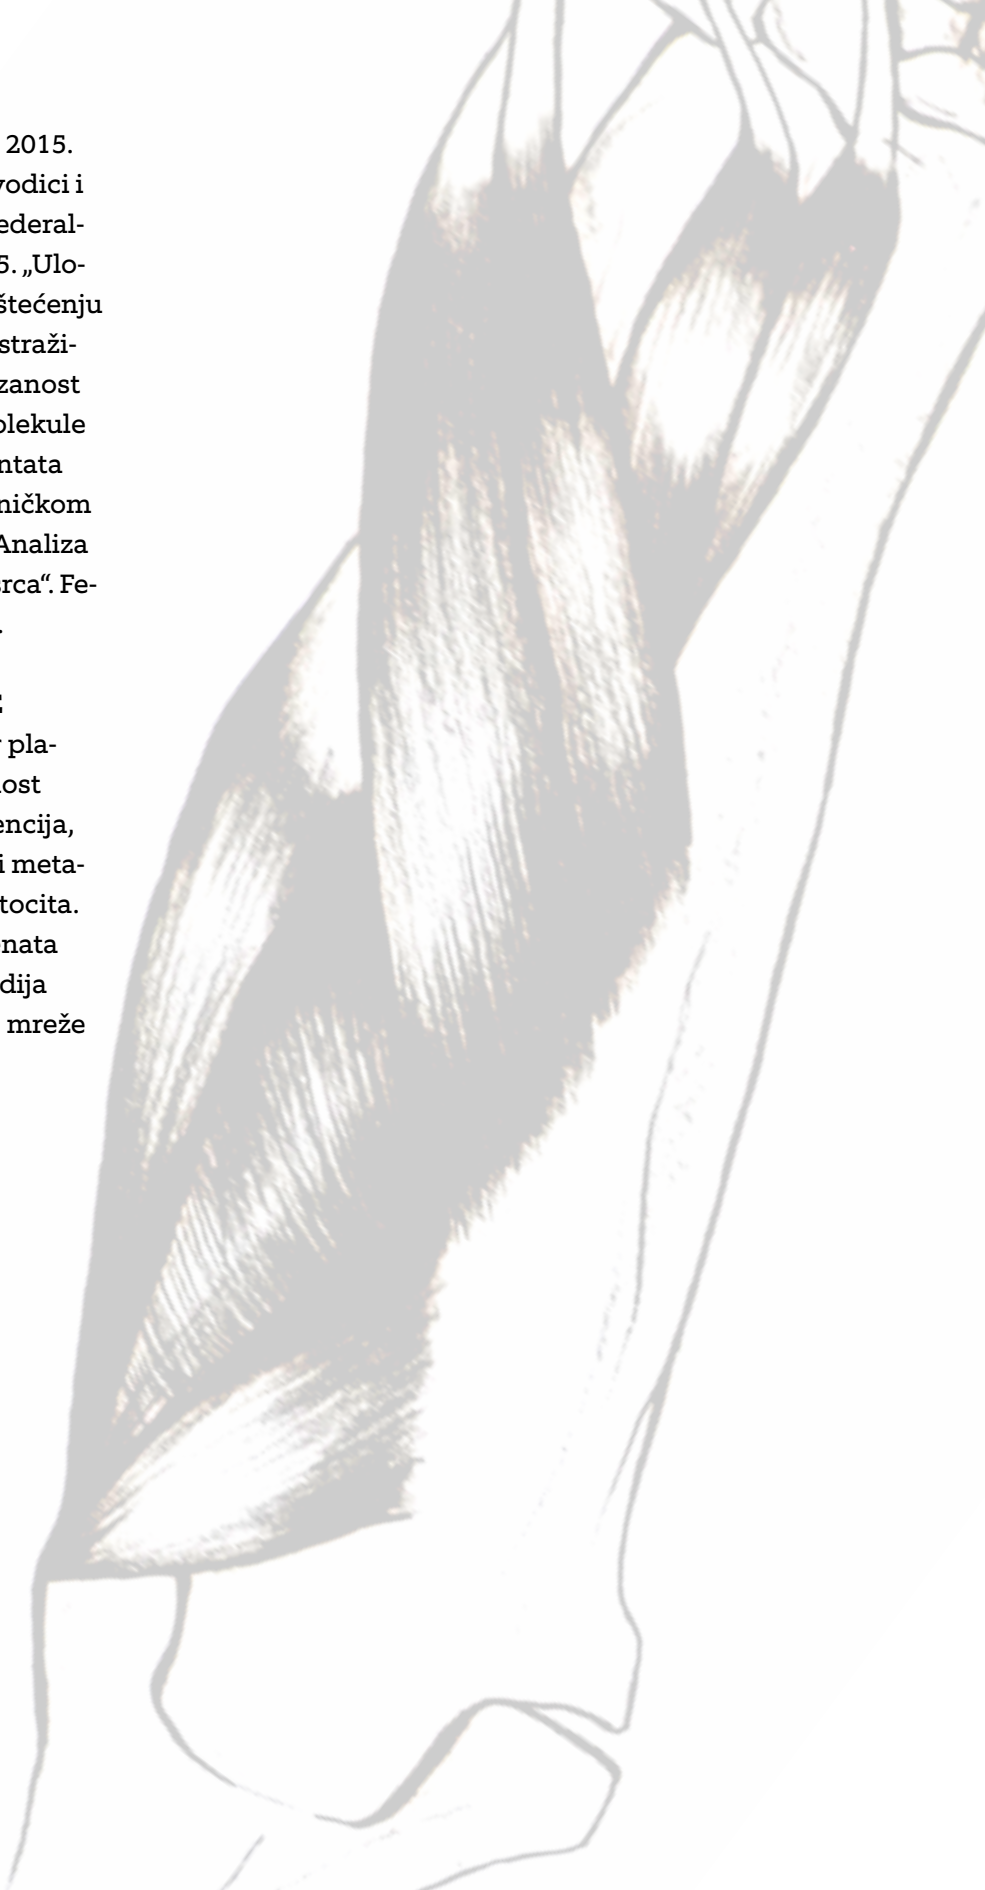 2015.
vodici i
ederal-
5. „Ulo-
štećenju
straži-
zanost
olekule
ntata
ničkom
Analiza
srca“. Fe-
.
pla-
ost
encija,
i meta-
tocita.
nata
dija
mreže